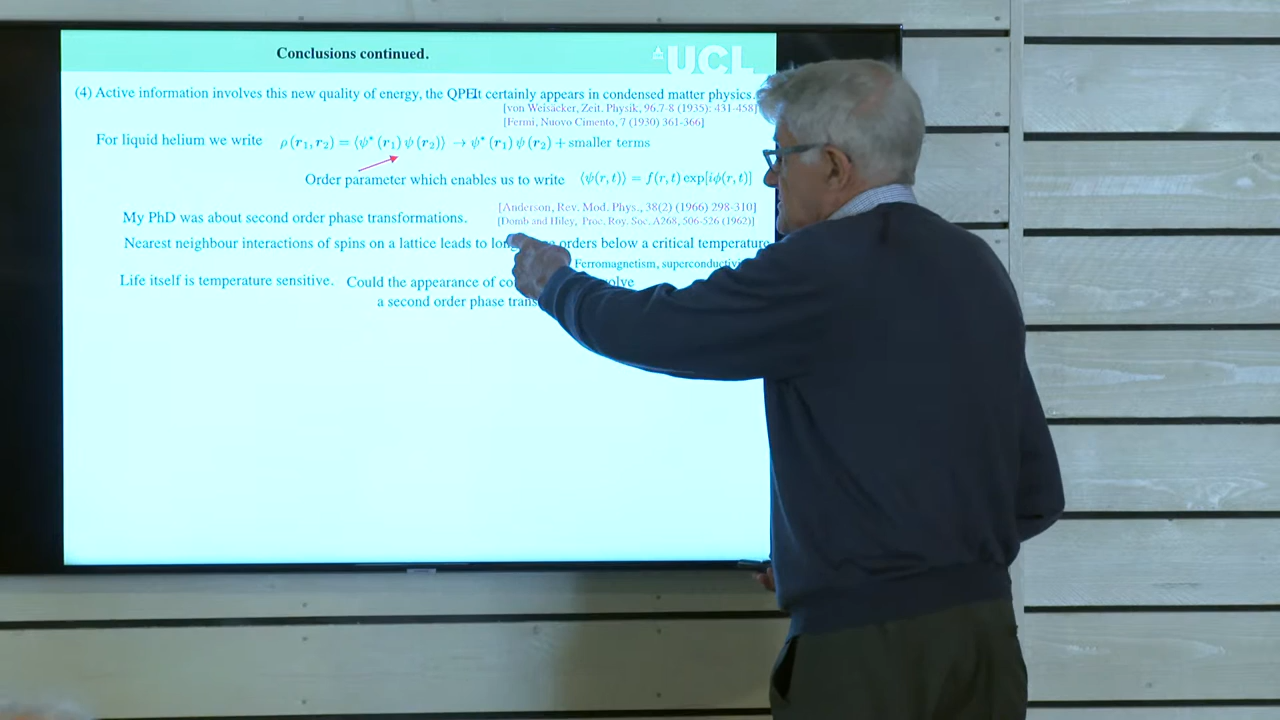 Conclusions continued.
UCL
(4) Active information involves this new quality of energy, the QPE It certainly appears in condensed matter physics.
[von Weisäcker, Zeit. Physik, 96.7-8 (1935): 431-458]
[Fermi, Nuovo Cimento, 7 (1930) 361-366]
For liquid helium we write ρ(r₁, r₂) = ⟨ψ*(r₁) ψ(r₂)⟩ → ψ*(r₁) ψ(r₂) + smaller terms
Order parameter which enables us to write ⟨ψ(r,t)⟩ = f(r,t) exp[iϕ(r,t)]
[Anderson, Rev. Mod. Phys., 38(2) (1966) 298-310]
My PhD was about second order phase transformations.
[Domb and Hiley, Proc. Roy. Soc. A268, 506-526 (1962)]
Nearest neighbour interactions of spins on a lattice leads to orders below a critical temperature
Ferromagnetism,
Life itself is temperature sensitive. Could the appearance of
a second order phase